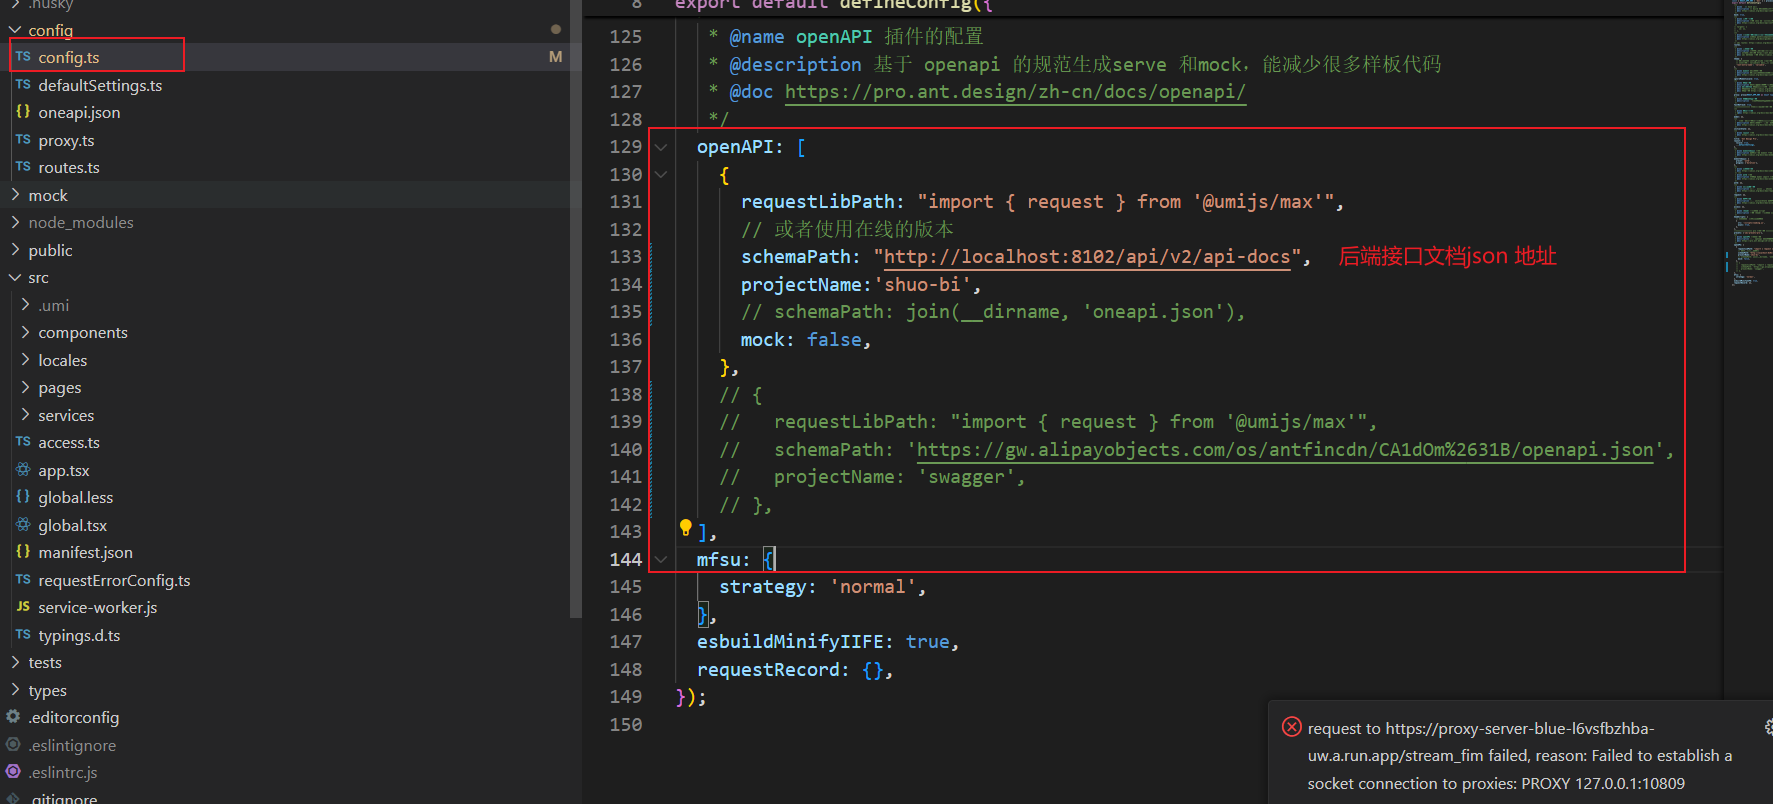 .husky
config
TS config.ts M
TS defaultSettings.ts
{} oneapi.json
TS proxy.ts
TS routes.ts
mock
node_modules
public
src
.umi
components
locales
pages
services
TS access.ts
app.tsx
{} global.less
global.tsx
{} manifest.json
TS requestErrorConfig.ts
JS service-worker.js
TS typings.d.ts
tests
types
.editorconfig
.eslintignore
.eslintrc.js
.gitignore
8 export default defineConfig({
125 * @name openAPI 插件的配置
126 * @description 基于 openapi 的规范生成serve 和mock，能减少很多样板代码
127 * @doc https://pro.ant.design/zh-cn/docs/openapi/
128 */
129 openAPI: [
130 {
131 requestLibPath: "import { request } from '@umijs/max'",
132 // 或者使用在线的版本
133 schemaPath: "http://localhost:8102/api/v2/api-docs", 后端接口文档json 地址
134 projectName:'shuo-bi',
135 // schemaPath: join(__dirname, 'oneapi.json'),
136 mock: false,
137 },
138 // {
139 //   requestLibPath: "import { request } from '@umijs/max'",
140 //   schemaPath: 'https://gw.alipayobjects.com/os/antfincdn/CA1dOm%2631B/openapi.json',
141 //   projectName: 'swagger',
142 // },
143 ],
144 mfsu: {
145 strategy: 'normal',
146 },
147 esbuildMinifyIIFE: true,
148 requestRecord: {},
149 });
150
request to https://proxy-server-blue-l6vsfbzhba-
uw.a.run.app/stream_fim failed, reason: Failed to establish a
socket connection to proxies: PROXY 127.0.0.1:10809